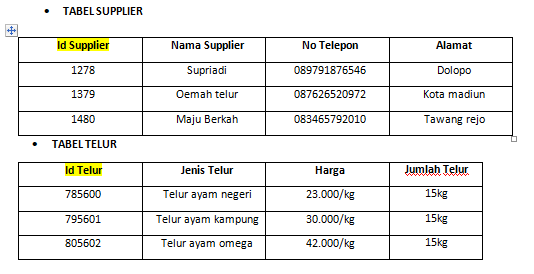 • TABEL SUPPLIER
Id Supplier Nama Supplier No Telepon Alamat
1278 Supriadi 089791876546 Dolopo
1379 Oemah telur 087626520972 Kota madiun
1480 Maju Berkah 083465792010 Tawang rejo
• TABEL TELUR
Id Telur Jenis Telur Harga Jumlah Telur
785600 Telur ayam negeri 23.000/kg 15kg
795601 Telur ayam kampung 30.000/kg 15kg
805602 Telur ayam omega 42.000/kg 15kg